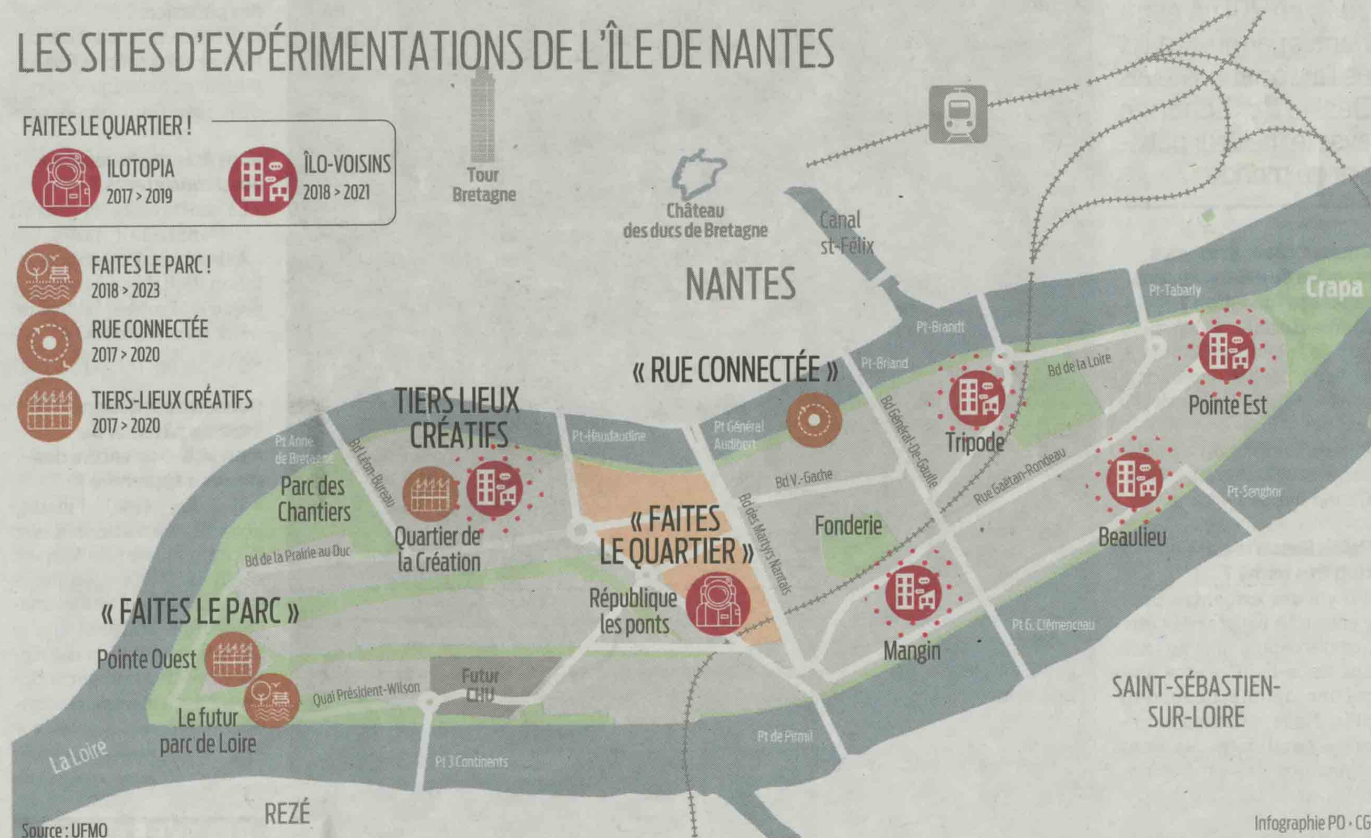 LES SITES D'EXPÉRIMENTATIONS DE L'ÎLE DE NANTES
FAITES LE QUARTIER !
ILOTOPIA
2017 > 2019
ÎLO-VOISINS
2018 > 2021
FAITES LE PARC !
2018 > 2023
RUE CONNECTÉE
2017 > 2020
TIERS-LIEUX CRÉATIFS
2017 > 2020
Tour
Bretagne
Château
des ducs de Bretagne
Canal
st-Félix
NANTES
Pt-Tabarly
Crapa
Pt-Brandt
Pt-Briand
Bd de la Loire
« RUE CONNECTÉE »
Pointe Est
TIERS LIEUX
CRÉATIFS
Pt Anne
de Bretagne
Bd Léon-Bureau
Pt-Haudaudine
Pt Général
Audibert
Bd Général-De-Gaulle
Tripode
Parc des
Chantiers
Bd V.-Gache
Rue Gaëtan-Rondeau
Pt-Senghor
Quartier de
la Création
« FAITES
LE QUARTIER »
Bd des Martyrs Nantais
Fonderie
Beaulieu
Bd de la Prairie au Duc
République
les ponts
« FAITES LE PARC »
Pointe Ouest
Mangin
Pt G. Clémenceau
Futur
CHU
Quai Président-Wilson
Le futur
parc de Loire
SAINT-SÉBASTIEN-
SUR-LOIRE
La Loire
Pt 3 Continents
Pt de Pirmil
REZÉ
Source : UFMO
Infographie PO • CG